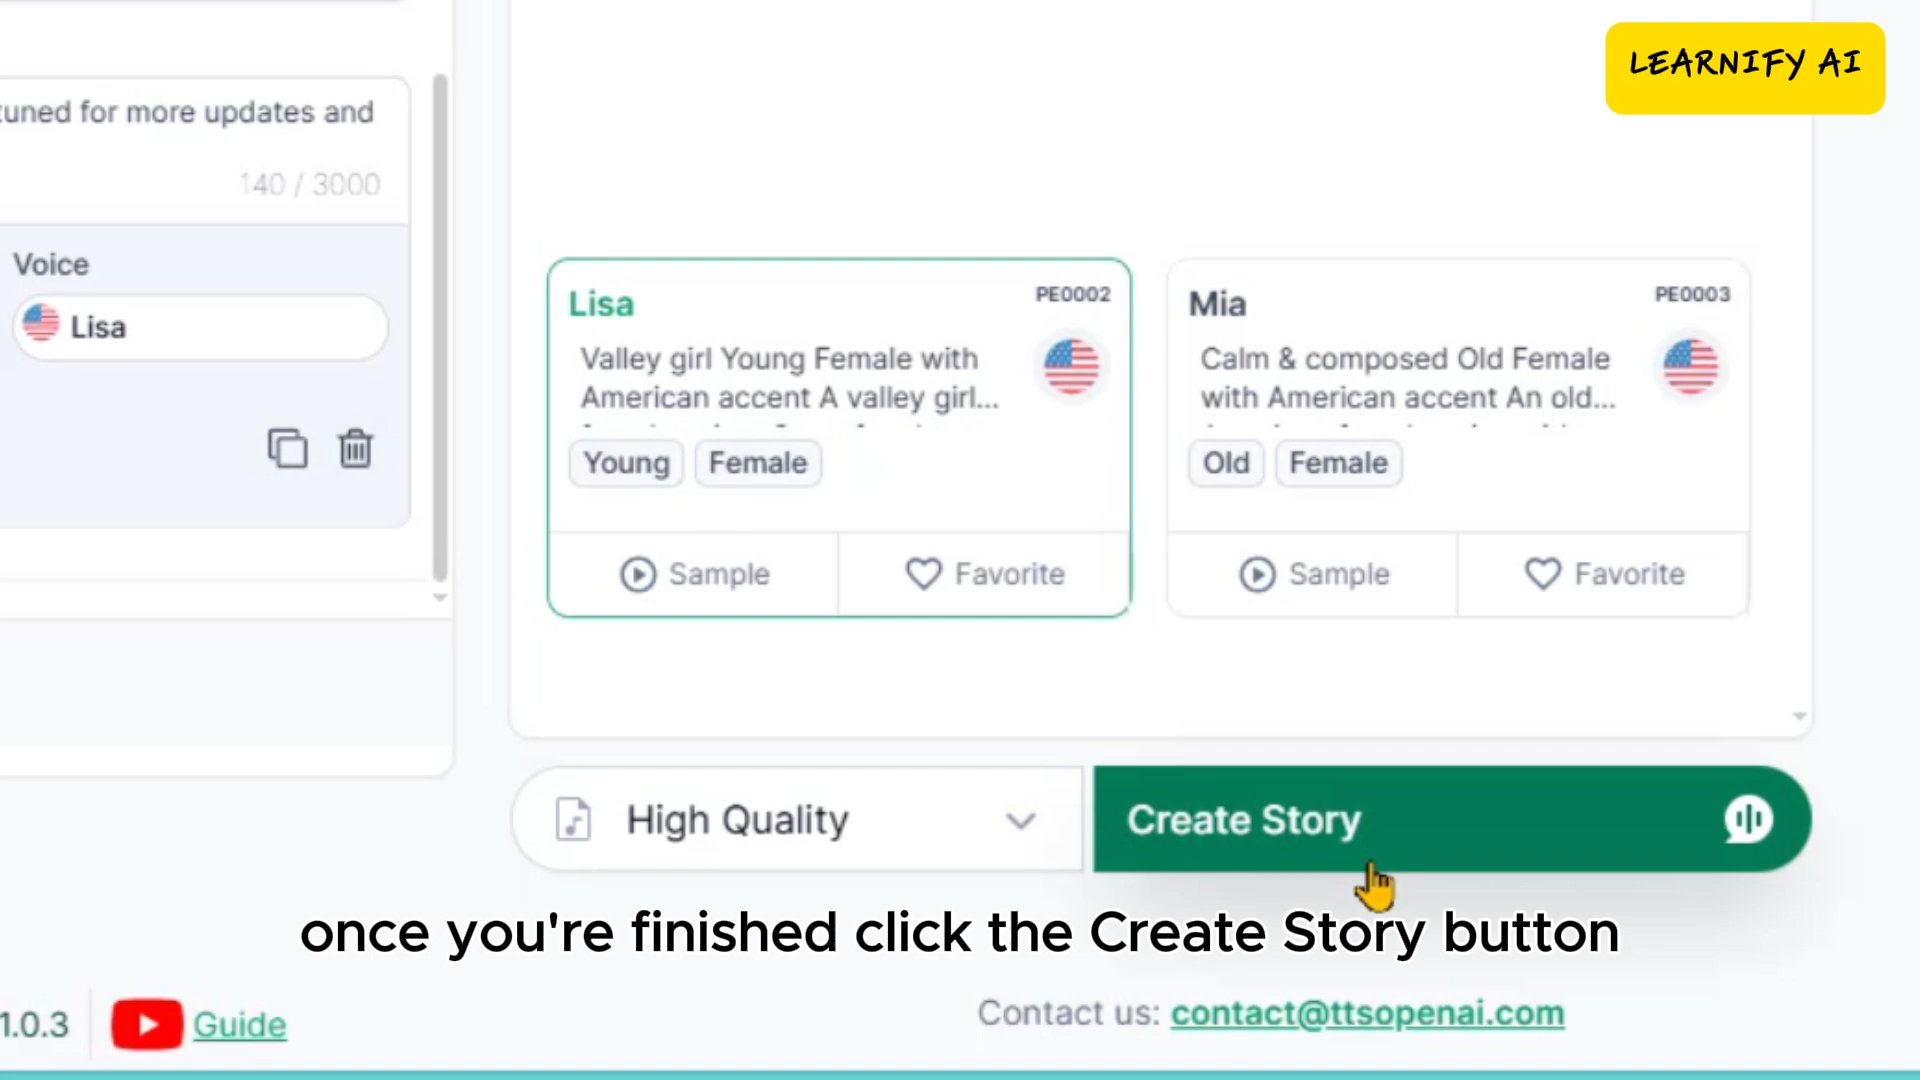 LEARNIFY AI
tuned for more updates and
140 / 3000
Voice
Lisa
Lisa
PE0002
Valley girl Young Female with
American accent A valley girl...
Young
Female
Sample
Favorite
Mia
PE0003
Calm & composed Old Female
with American accent An old...
Old
Female
Sample
Favorite
High Quality
Create Story
once you're finished click the Create Story button
1.0.3
Guide
Contact us: contact@ttsopenai.com